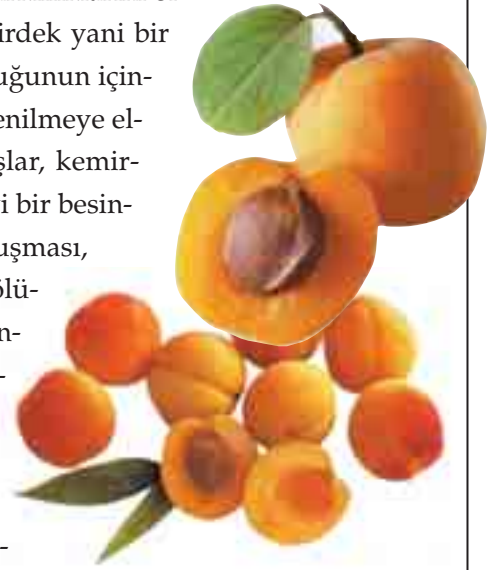 irdek yani bir
uğunun için-
enilmeye el-
şlar, kemir-
i bir besin-
uşması,
ölü-
n-
-
-